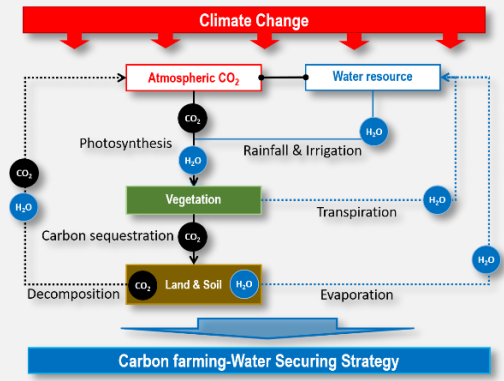 Climate Change
Atmospheric CO₂
Water resource
CO₂
H₂O
Photosynthesis
H₂O
Rainfall & Irrigation
CO₂
H₂O
Vegetation
H₂O
Transpiration
Carbon sequestration
CO₂
H₂O
CO₂
Land & Soil
H₂O
Decomposition
Evaporation
Carbon farming-Water Securing Strategy